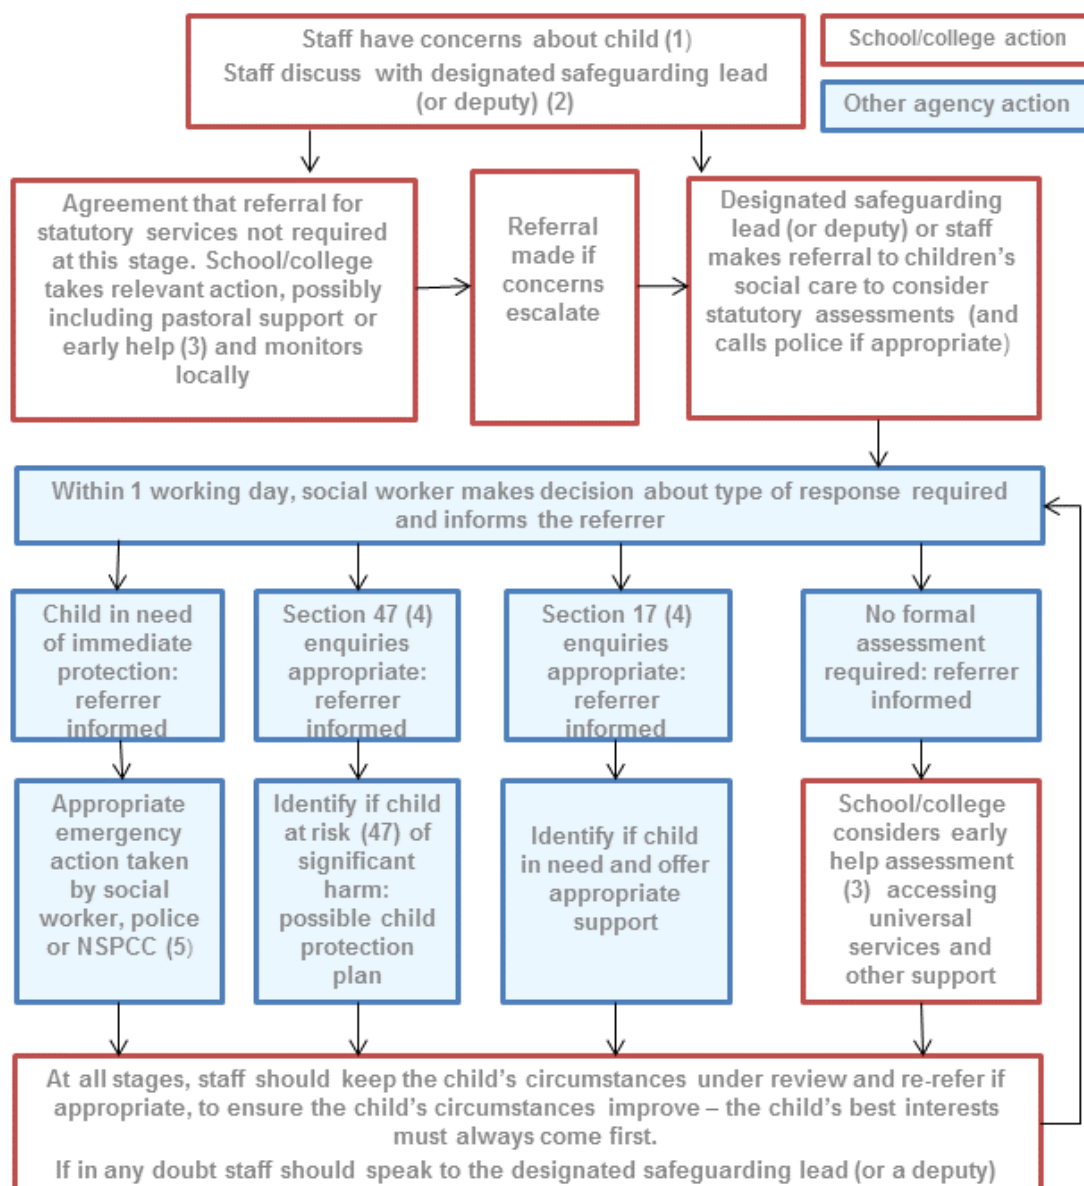 Staff have concerns about child (1)
Staff discuss with designated safeguarding lead
(or deputy) (2)
School/college action
Other agency action
Agreement that referral for
statutory services not required
at this stage. School/college
takes relevant action, possibly
including pastoral support or
early help (3) and monitors
locally
Referral
made if
concerns
escalate
Designated safeguarding
lead (or deputy) or staff
makes referral to children’s
social care to consider
statutory assessments (and
calls police if appropriate)
Within 1 working day, social worker makes decision about type of response required
and informs the referrer
Child in need
of immediate
protection:
referrer
informed
Section 47 (4)
enquiries
appropriate:
referrer
informed
Section 17 (4)
enquiries
appropriate:
referrer
informed
No formal
assessment
required: referrer
informed
Appropriate
emergency
action taken
by social
worker, police
or NSPCC (5)
Identify if child
at risk (47) of
significant
harm:
possible child
protection
plan
Identify if child
in need and offer
appropriate
support
School/college
considers early
help assessment
(3) accessing
universal
services and
other support
At all stages, staff should keep the child’s circumstances under review and re-refer if
appropriate, to ensure the child’s circumstances improve – the child’s best interests
must always come first.
If in any doubt staff should speak to the designated safeguarding lead (or a deputy)